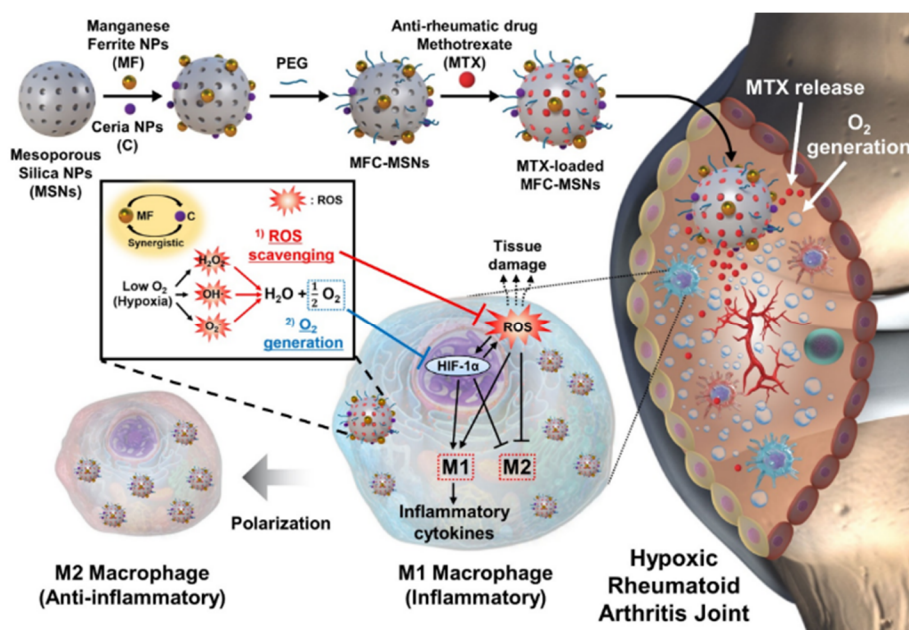 Manganese
Ferrite NPs
(MF)
Ceria NPs
(C)
Mesoporous
Silica NPs
(MSNs)
PEG
MFC-MSNs
Anti-rheumatic drug
Methotrexate
(MTX)
MTX-loaded
MFC-MSNs
MTX release
O₂
generation
MF
C
Synergistic
: ROS
1) ROS
scavenging
Low O₂
(Hypoxia)
H₂O₂
OH·
O₂⁻
H₂O + ½ O₂
2) O₂
generation
Tissue
damage
ROS
HIF-1α
M1
M2
Inflammatory
cytokines
Polarization
M2 Macrophage
(Anti-inflammatory)
M1 Macrophage
(Inflammatory)
Hypoxic
Rheumatoid
Arthritis Joint